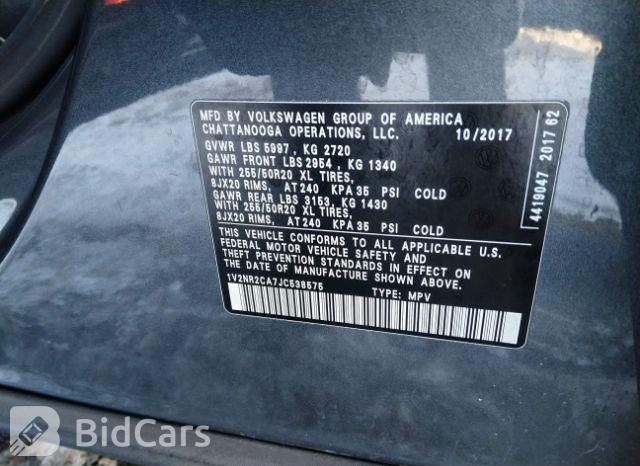 MFD BY VOLKSWAGEN GROUP OF AMERICA
CHATTANOOGA OPERATIONS, LLC. 10/2017
GVWR LBS 5997, KG 2720
GAWR FRONT LBS 2954, KG 1340
WITH 255/50R20 XL TIRES,
8JX20 RIMS, AT 240 KPA 35 PSI COLD
GAWR REAR LBS 3153, KG 1430
WITH 255/50R20 XL TIRES,
8JX20 RIMS, AT 240 KPA 35 PSI COLD
THIS VEHICLE CONFORMS TO ALL APPLICABLE U.S.
FEDERAL MOTOR VEHICLE SAFETY AND
THEFT PREVENTION STANDARDS IN EFFECT ON
THE DATE OF MANUFACTURE SHOWN ABOVE.
1V2NR2CA7JC538575 TYPE: MPV
4419047 2017 62
BidCars